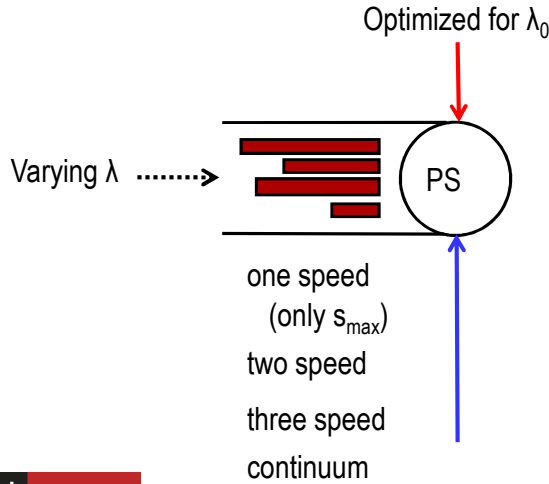 Optimized for λ₀
Varying λ
PS
one speed
(only sₘₐₓ)
two speed
three speed
continuum